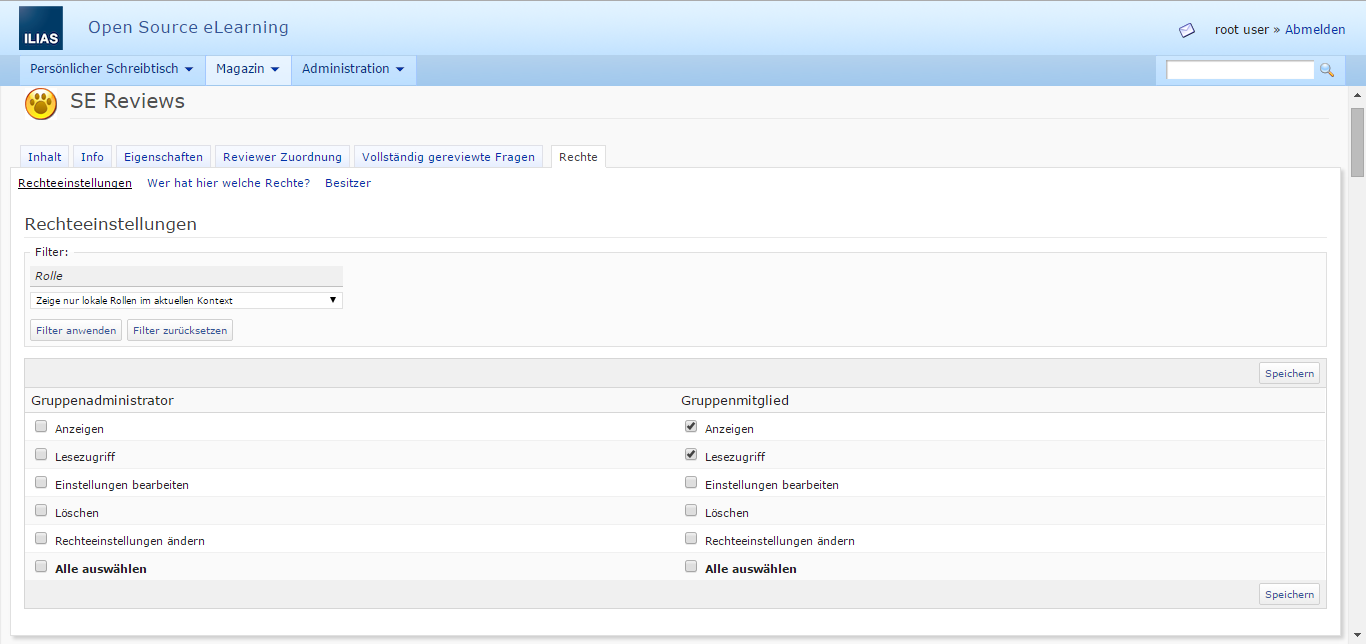 ILIAS Open Source eLearning
root user » Abmelden
Persönlicher Schreibtisch Magazin Administration
SE Reviews
Inhalt Info Eigenschaften Reviewer Zuordnung Vollständig gereviewte Fragen Rechte
Rechteeinstellungen Wer hat hier welche Rechte? Besitzer
Rechteeinstellungen
Filter:
Rolle
Zeige nur lokale Rollen im aktuellen Kontext
Filter anwenden Filter zurücksetzen
Speichern
Gruppenadministrator Gruppenmitglied
Anzeigen Anzeigen
Lesezugriff Lesezugriff
Einstellungen bearbeiten Einstellungen bearbeiten
Löschen Löschen
Rechteeinstellungen ändern Rechteeinstellungen ändern
Alle auswählen Alle auswählen
Speichern